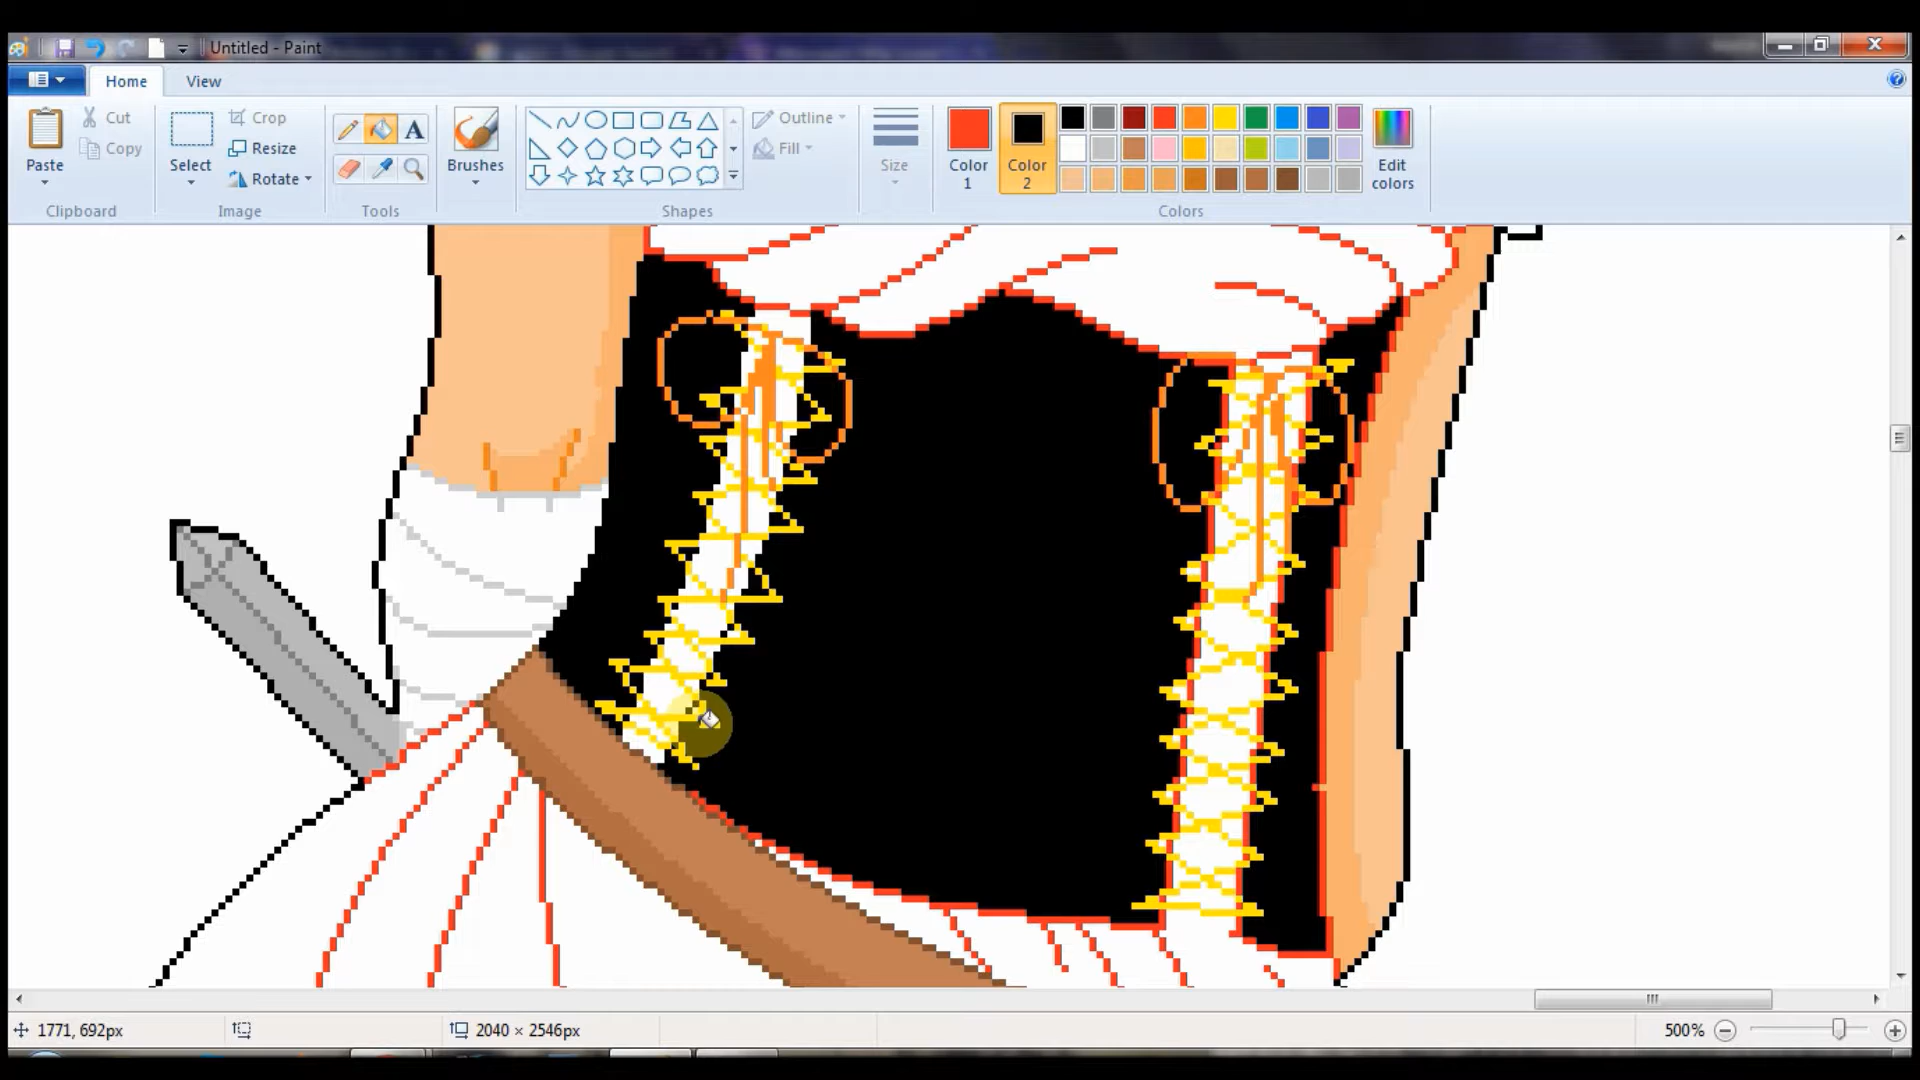 Untitled - Paint
Home View
Paste
Cut
Copy
Clipboard
Select
Crop
Resize
Rotate
Image
A
Tools
Brushes
Shapes
Outline
Fill
Size
Color
1
Color
2
Edit
colors
Colors
1771, 692px
2040 × 2546px
500%